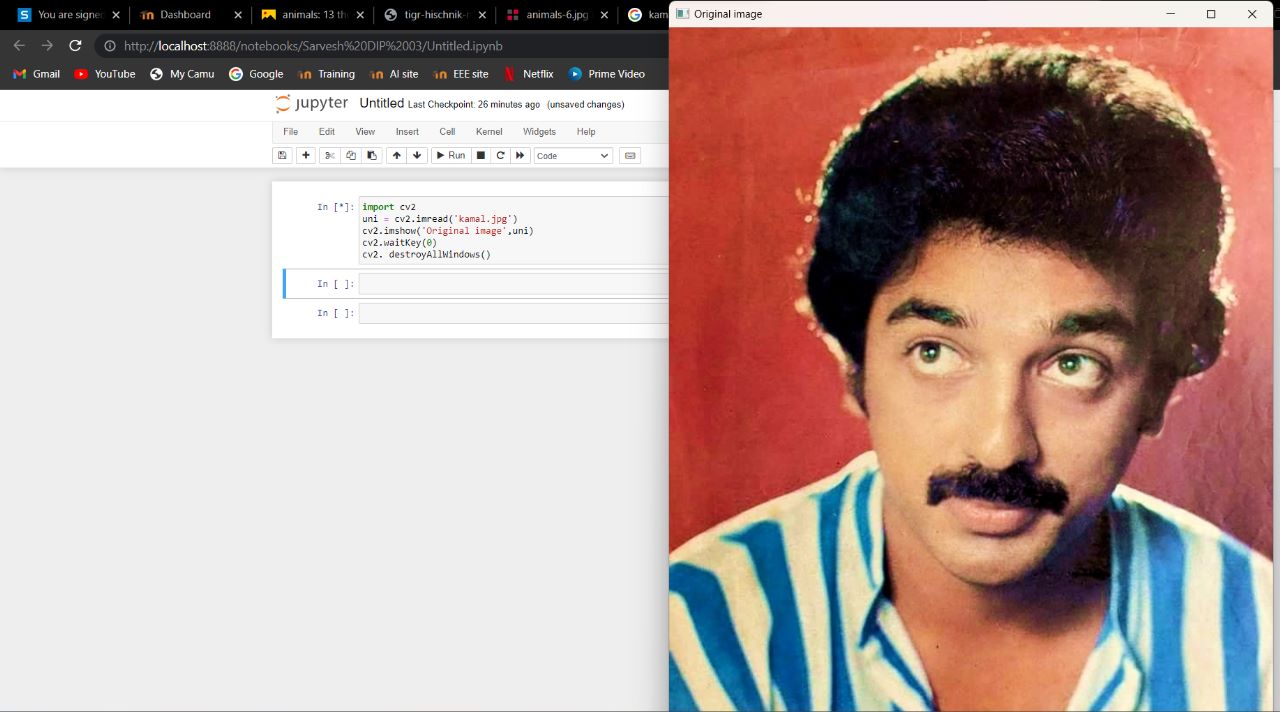 You are signed
Dashboard
animals: 13 th
tigr-hischnik-r
animals-6.jpg
kam
Original image
http://localhost:8888/notebooks/Sarvesh%20DIP%2003/Untitled.ipynb
Gmail
YouTube
My Camu
Google
Training
AI site
EEE site
Netflix
Prime Video
jupyter Untitled Last Checkpoint: 26 minutes ago (unsaved changes)
File Edit View Insert Cell Kernel Widgets Help
Run
Code
In [*]: import cv2
uni = cv2.imread('kamal.jpg')
cv2.imshow('Original image',uni)
cv2.waitKey(0)
cv2. destroyAllWindows()
In [ ]:
In [ ]: